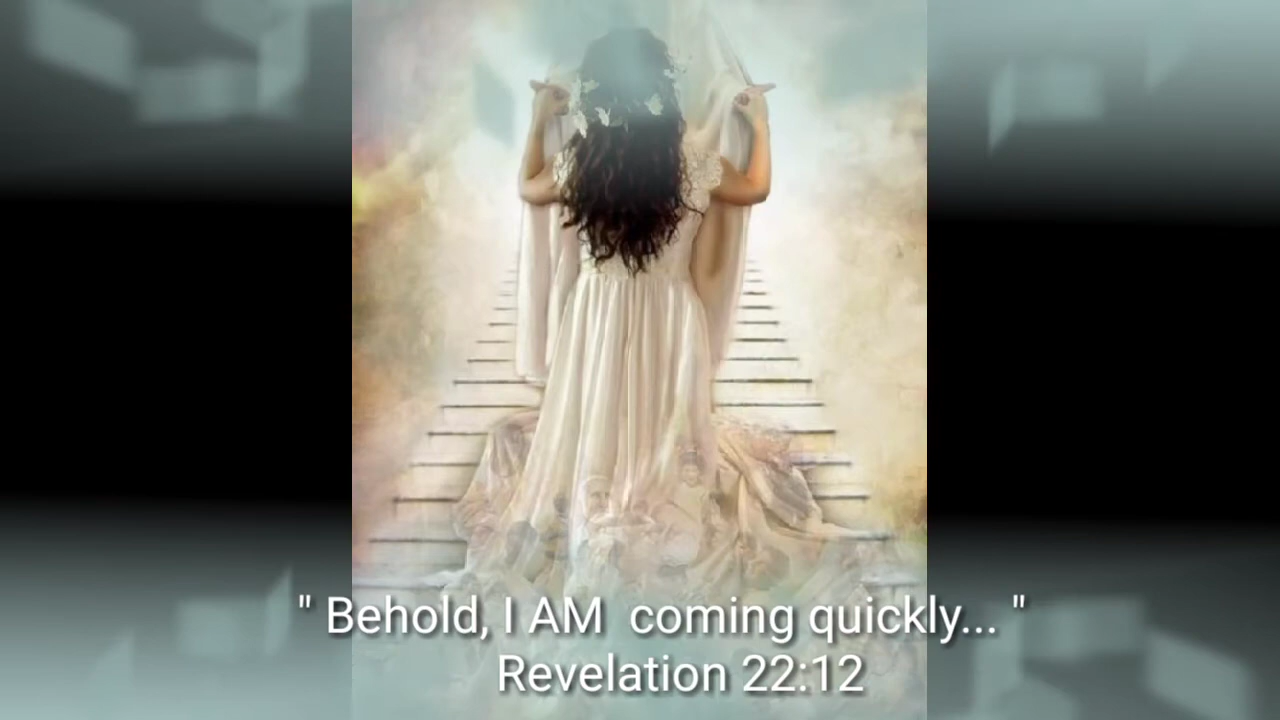 " Behold, I AM  coming quickly... "
Revelation 22:12